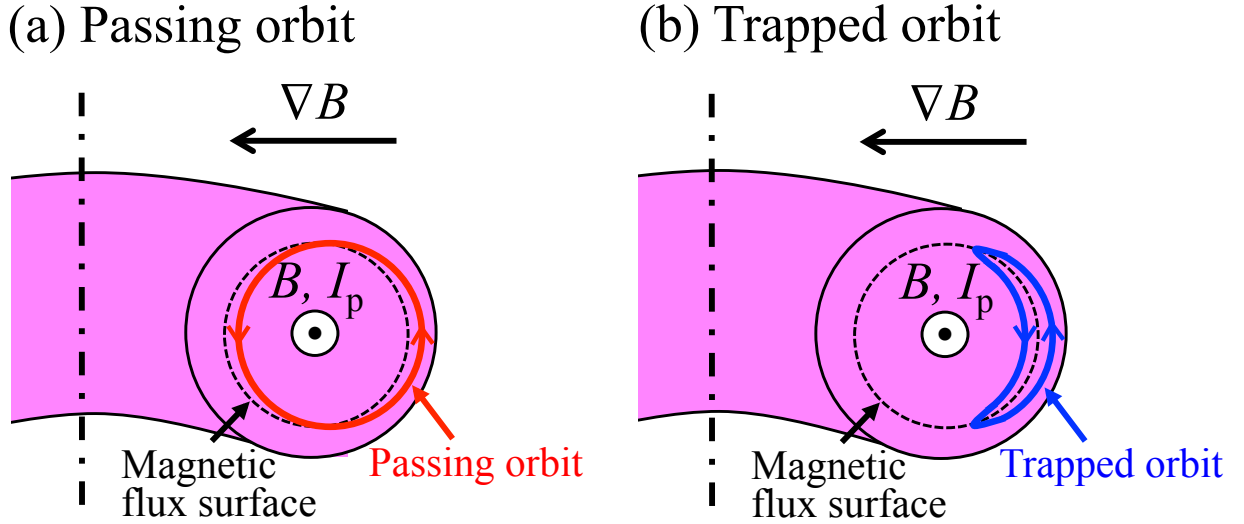 (a) Passing orbit
∇B
B, Iₚ
Magnetic
flux surface
Passing orbit
(b) Trapped orbit
∇B
B, Iₚ
Magnetic
flux surface
Trapped orbit